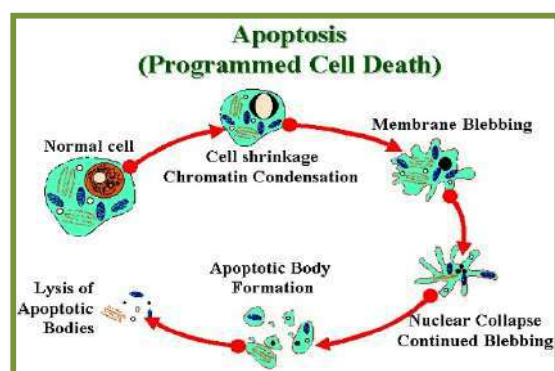 Apoptosis
(Programmed Cell Death)
Normal cell
Cell shrinkage
Chromatin Condensation
Membrane Blebbing
Nuclear Collapse
Continued Blebbing
Apoptotic Body
Formation
Lysis of
Apoptotic
Bodies